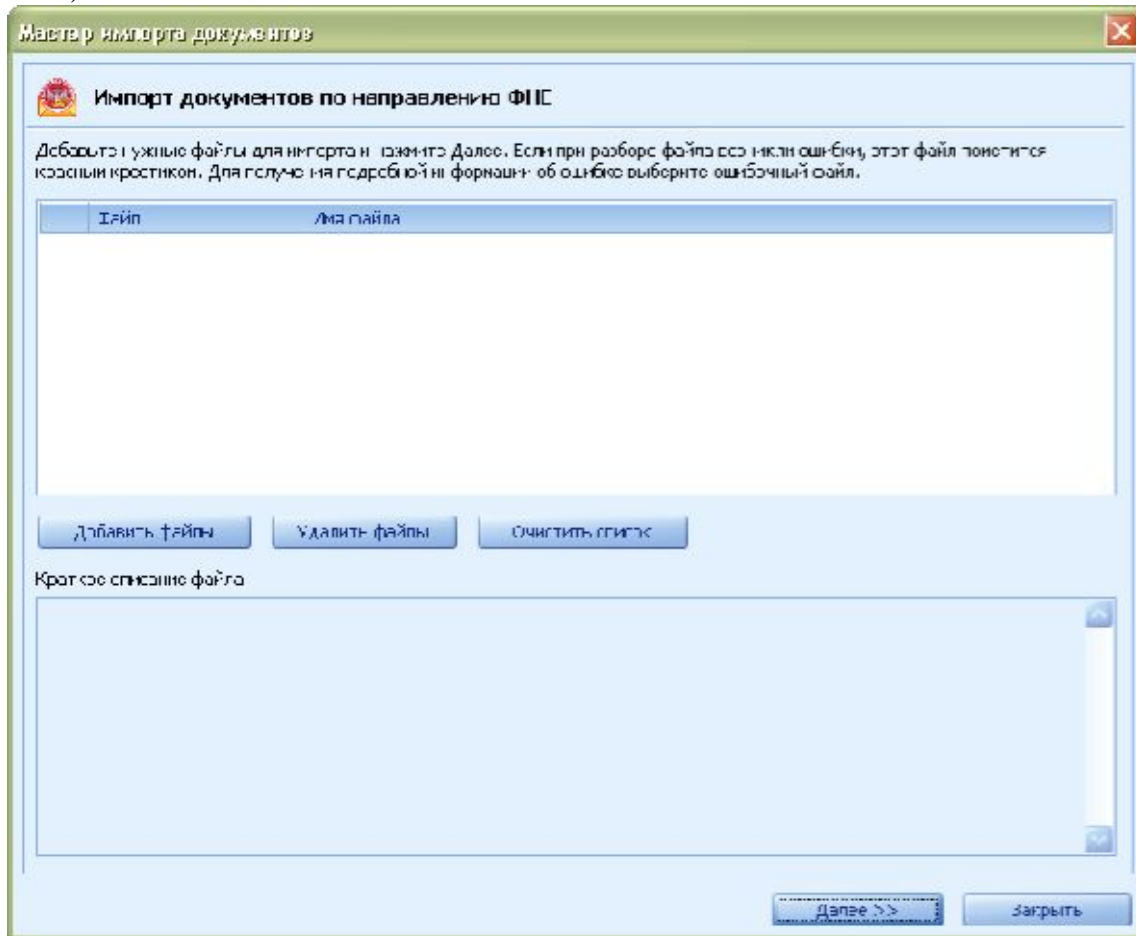 Мастер импорта документов
Импорт документов по направлению ФНС
Добавьте нужные файлы для импорта и нажмите Далее. Если при разборе файла возникли ошибки, этот файл пометится
красным крестиком. Для получения подробной информации об ошибке выберите ошибочный файл.
Файл Имя файла
Добавить файлы Удалить файлы Очистить список
Краткое описание файла
Далее >> Закрыть